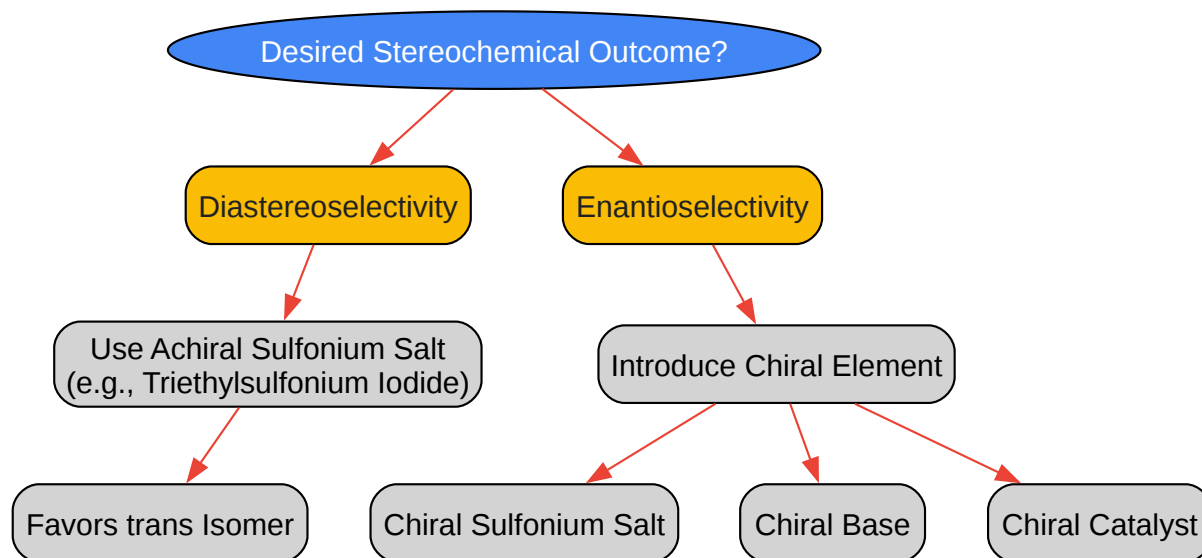 Desired Stereochemical Outcome?
Diastereoselectivity
Enantioselectivity
Use Achiral Sulfonium Salt
(e.g., Triethylsulfonium Iodide)
Introduce Chiral Element
Favors trans Isomer
Chiral Sulfonium Salt
Chiral Base
Chiral Catalyst